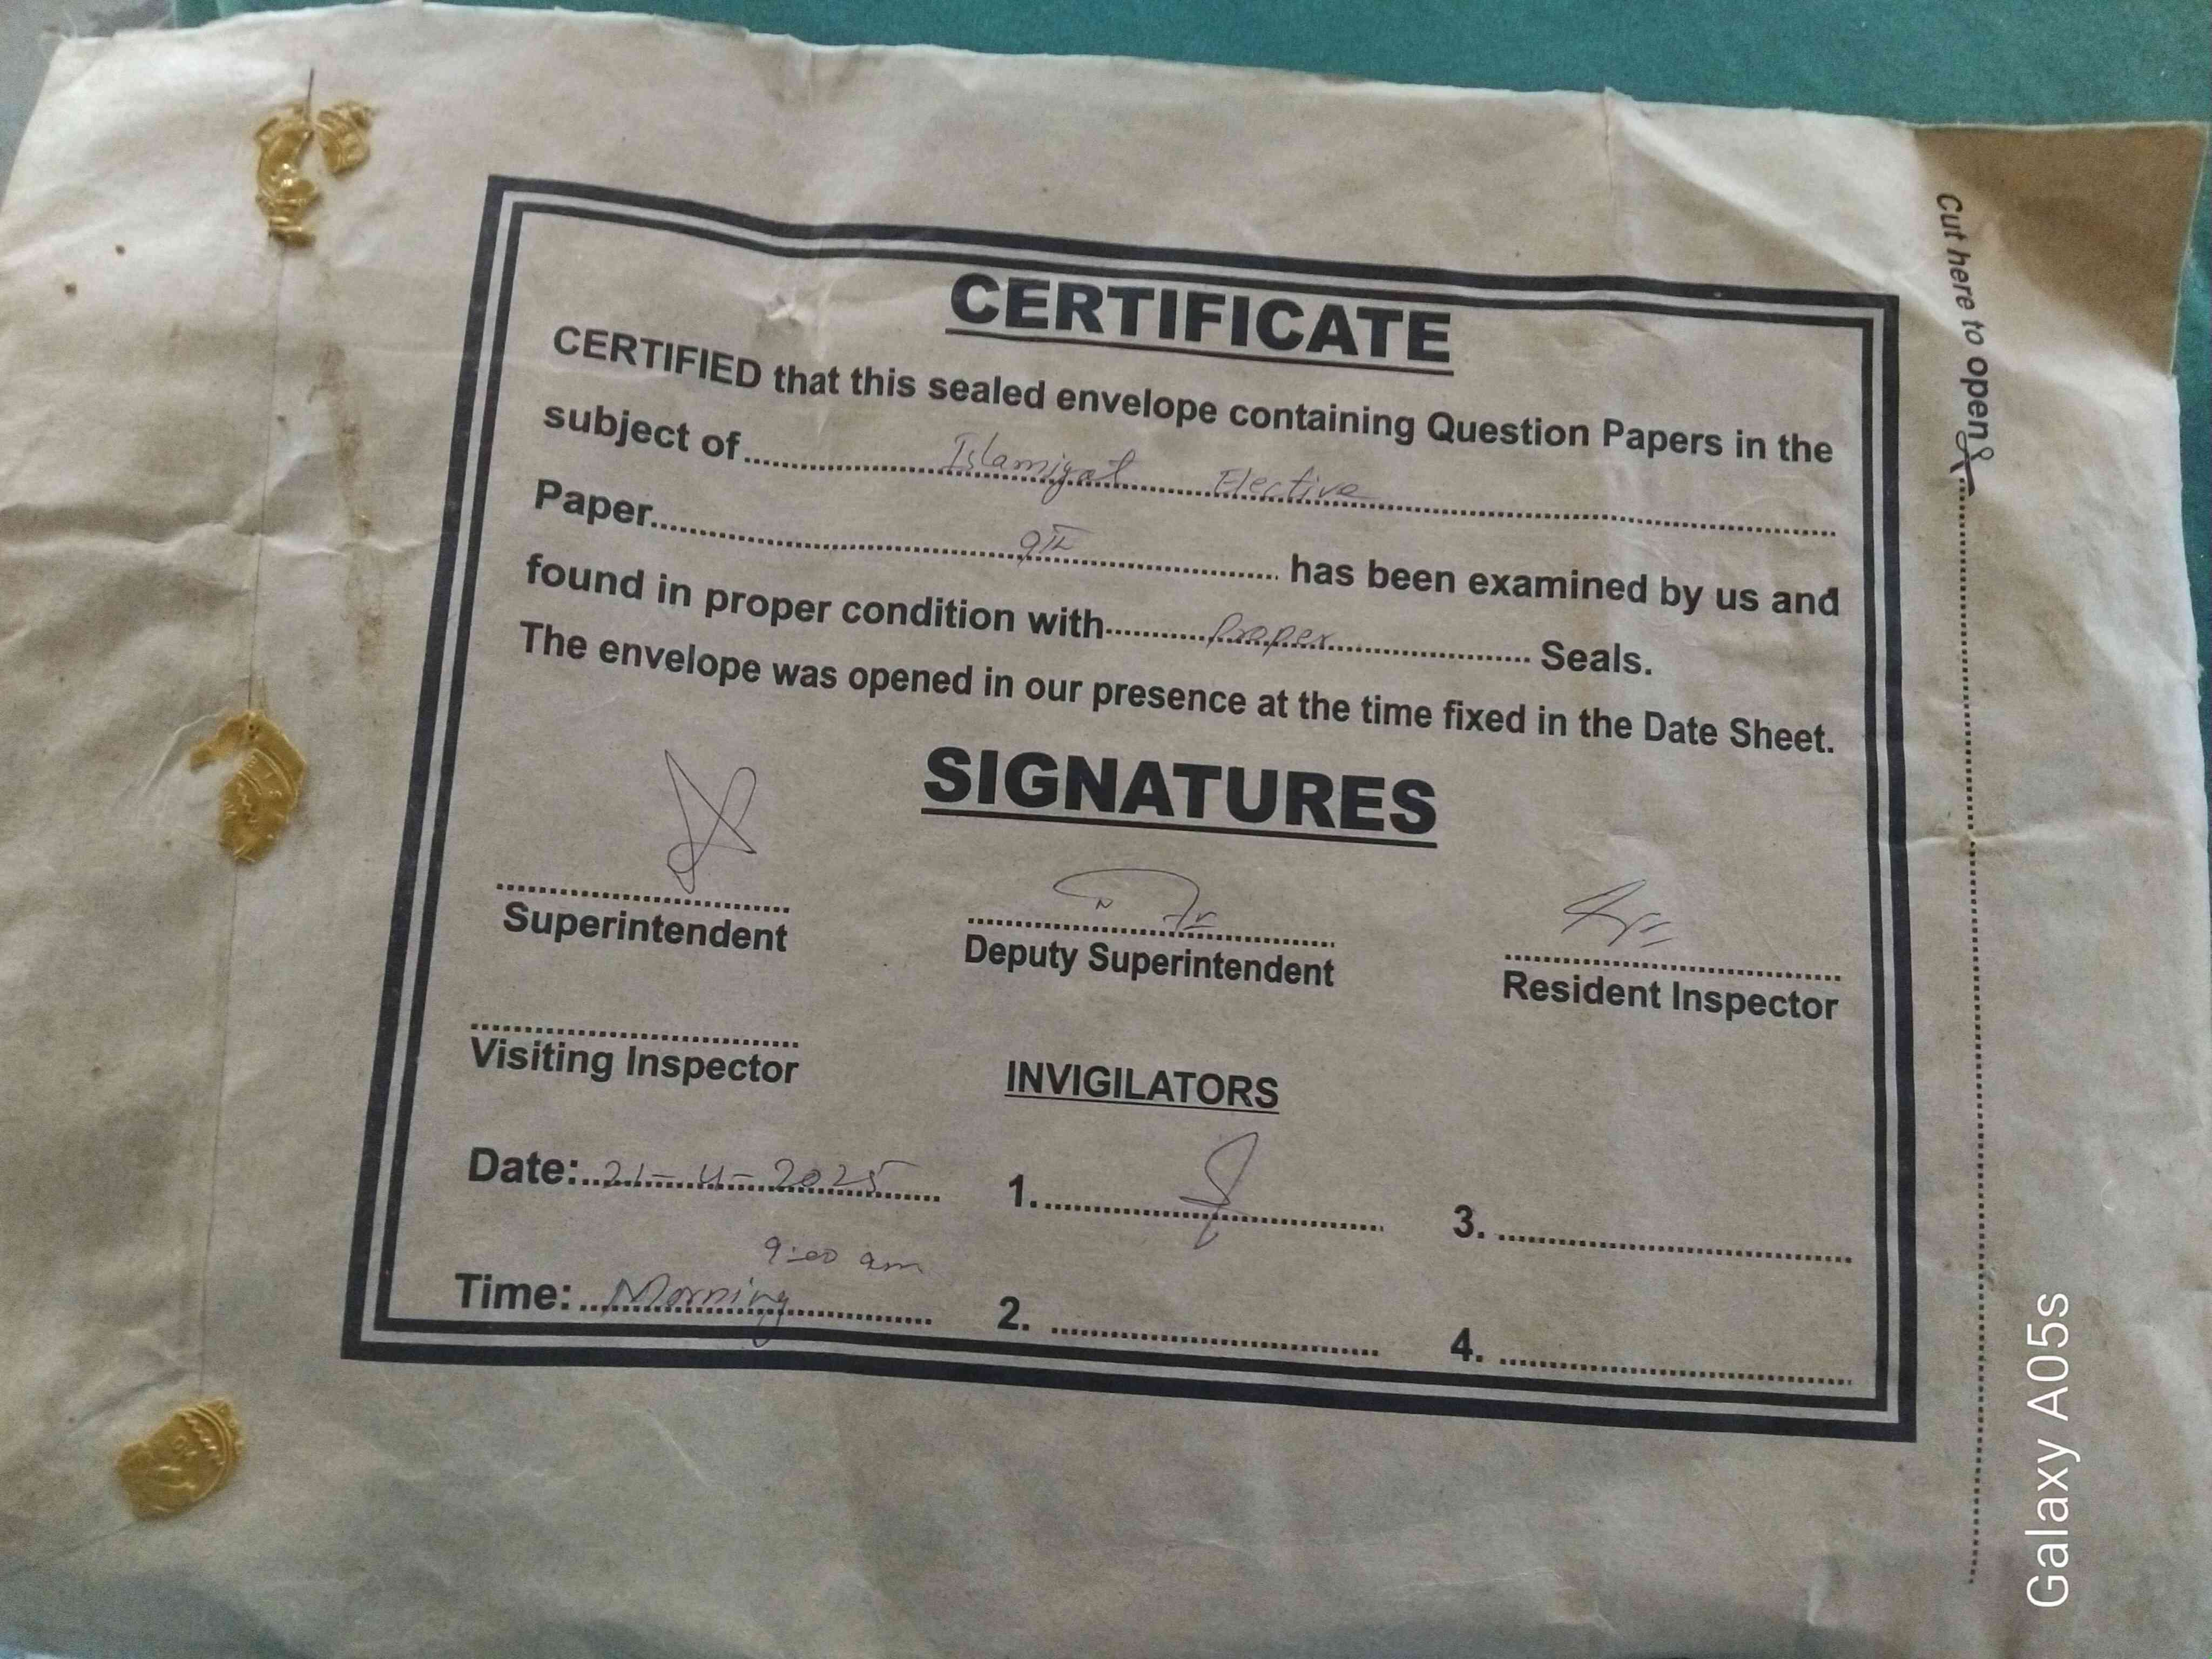 CERTIFICATE
CERTIFIED that this sealed envelope containing Question Papers in the
subject of Islamiyat Elective
Paper 9th has been examined by us and
found in proper condition with Proper Seals.
The envelope was opened in our presence at the time fixed in the Date Sheet.
SIGNATURES
Superintendent
Deputy Superintendent
Resident Inspector
Visiting Inspector
INVIGILATORS
Date: 21-4-2025
1.
3.
9:00 am
Time: Morning
2.
4.
Cut here to open
Galaxy A05s